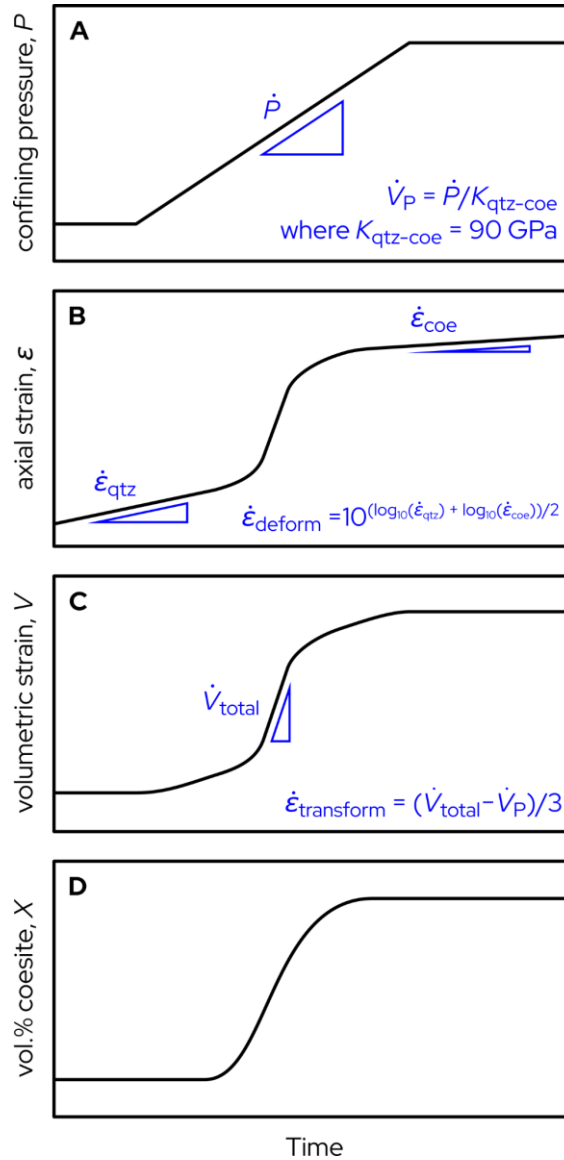 confining pressure, P
A
Ṗ
V̇P = Ṗ/Kqtz-coe
where Kqtz-coe = 90 GPa
axial strain, ε
B
ε̇coe
ε̇qtz
ε̇deform =10(log10(ε̇qtz) + log10(ε̇coe))/2
volumetric strain, V
C
V̇total
ε̇transform = (V̇total–V̇P)/3
vol.% coesite, X
D
Time